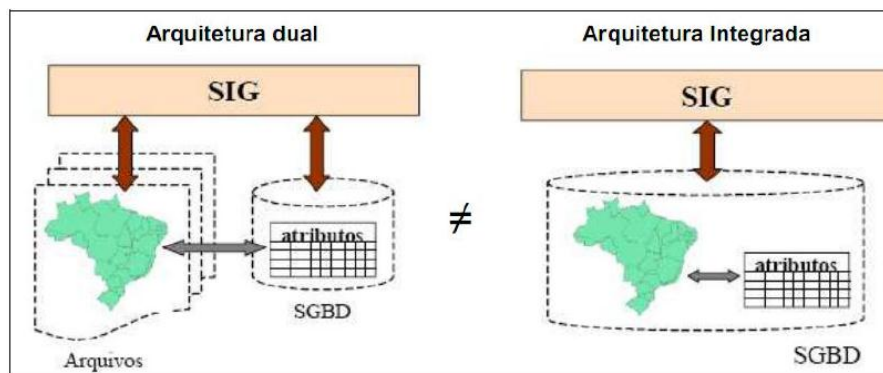 Arquitetura dual
Arquitetura Integrada
SIG
SIG
≠
atributos
atributos
SGBD
SGBD
Arquivos